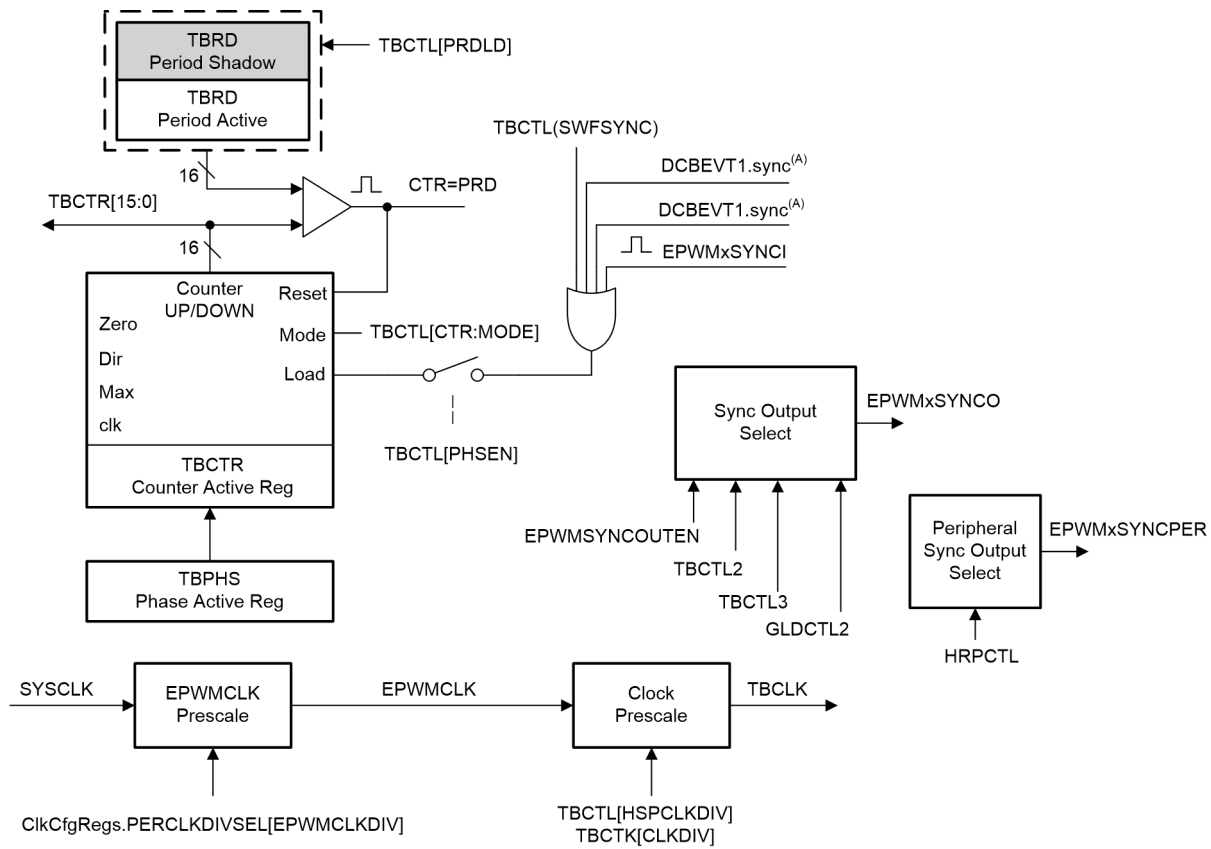 TBRD
Period Shadow
TBCTL[PRDLD]
TBRD
Period Active
TBCTL(SWFSYNC)
DCBEVT1.sync(A)
16
CTR=PRD
TBCTR[15:0]
DCBEVT1.sync(A)
16
EPWMxSYNCI
Counter
UP/DOWN
Reset
Zero
Mode
TBCTL[CTR:MODE]
Dir
Load
Max
clk
TBCTL[PHSEN]
TBCTR
Counter Active Reg
Sync Output
Select
EPWMxSYNCO
EPWMSYNCOUTEN
TBCTL2
TBCTL3
GLDCTL2
Peripheral
Sync Output
Select
EPWMxSYNCPER
HRPCTL
TBPHS
Phase Active Reg
SYSCLK
EPWMCLK
Prescale
EPWMCLK
Clock
Prescale
TBCLK
ClkCfgRegs.PERCLKDIVSEL[EPWMCLKDIV]
TBCTL[HSPCLKDIV]
TBCTK[CLKDIV]